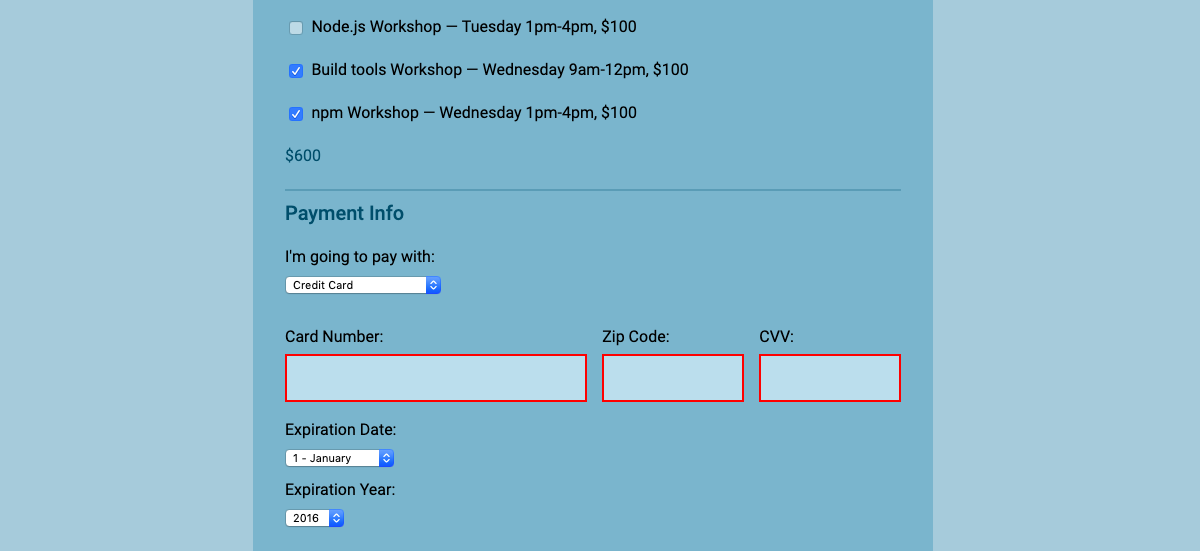 Node.js Workshop — Tuesday 1pm-4pm, $100
Build tools Workshop — Wednesday 9am-12pm, $100
npm Workshop — Wednesday 1pm-4pm, $100
$600
Payment Info
I'm going to pay with:
Credit Card
Card Number: Zip Code: CVV:
Expiration Date:
1 - January
Expiration Year:
2016